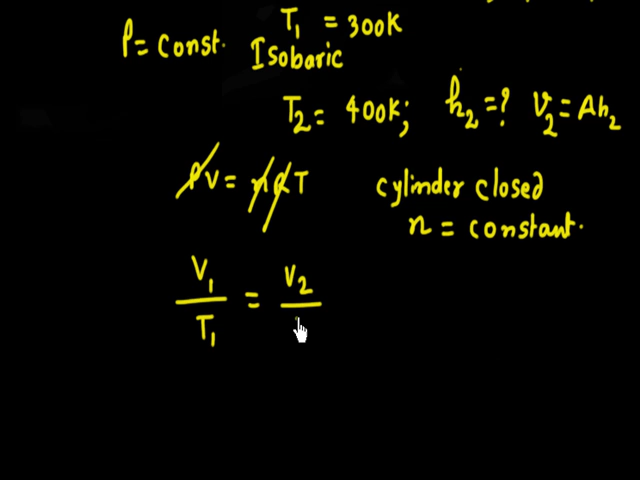 T₁ = 300K
P = Const. Isobaric
T₂ = 400K; h₂ = ? V₂ = Ah₂
PV = nRT cylinder closed
n = constant.
V₁/T₁ = V₂/